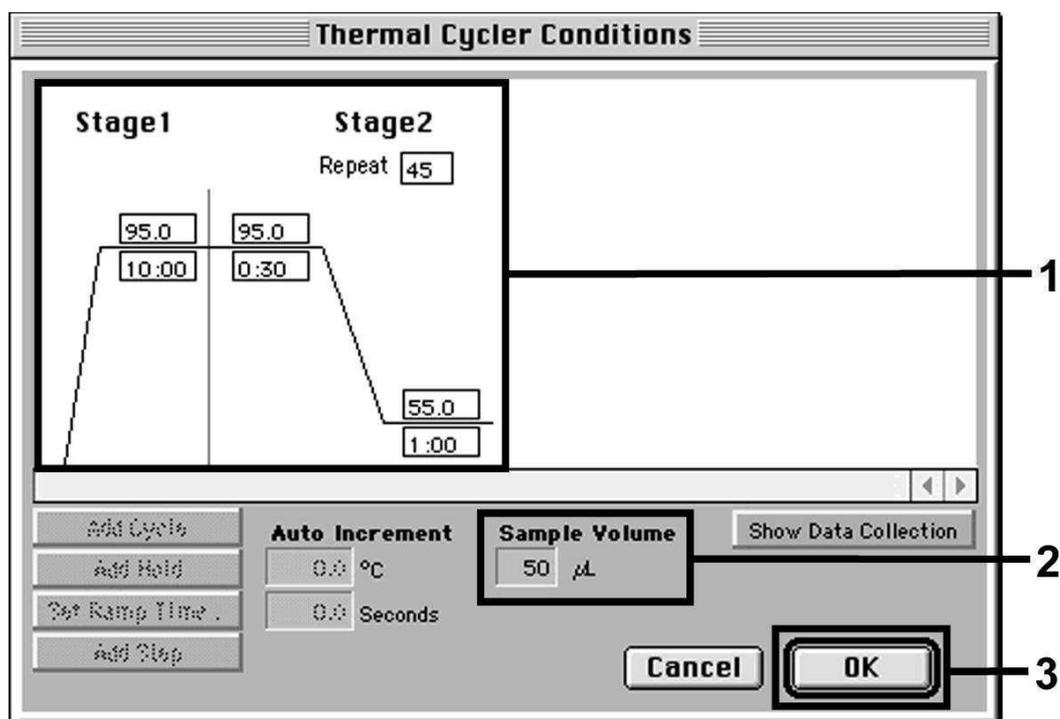 Thermal Cycler Conditions
Stage1 Stage2
Repeat 45
95.0 95.0
10:00 0:30
1
55.0
1:00
Add Cycle
Auto Increment Sample Volume Show Data Collection
Add Hold 0.0 °C 50 µL
2
Set Ramp Time. 0.0 Seconds
Add Step
Cancel OK
3